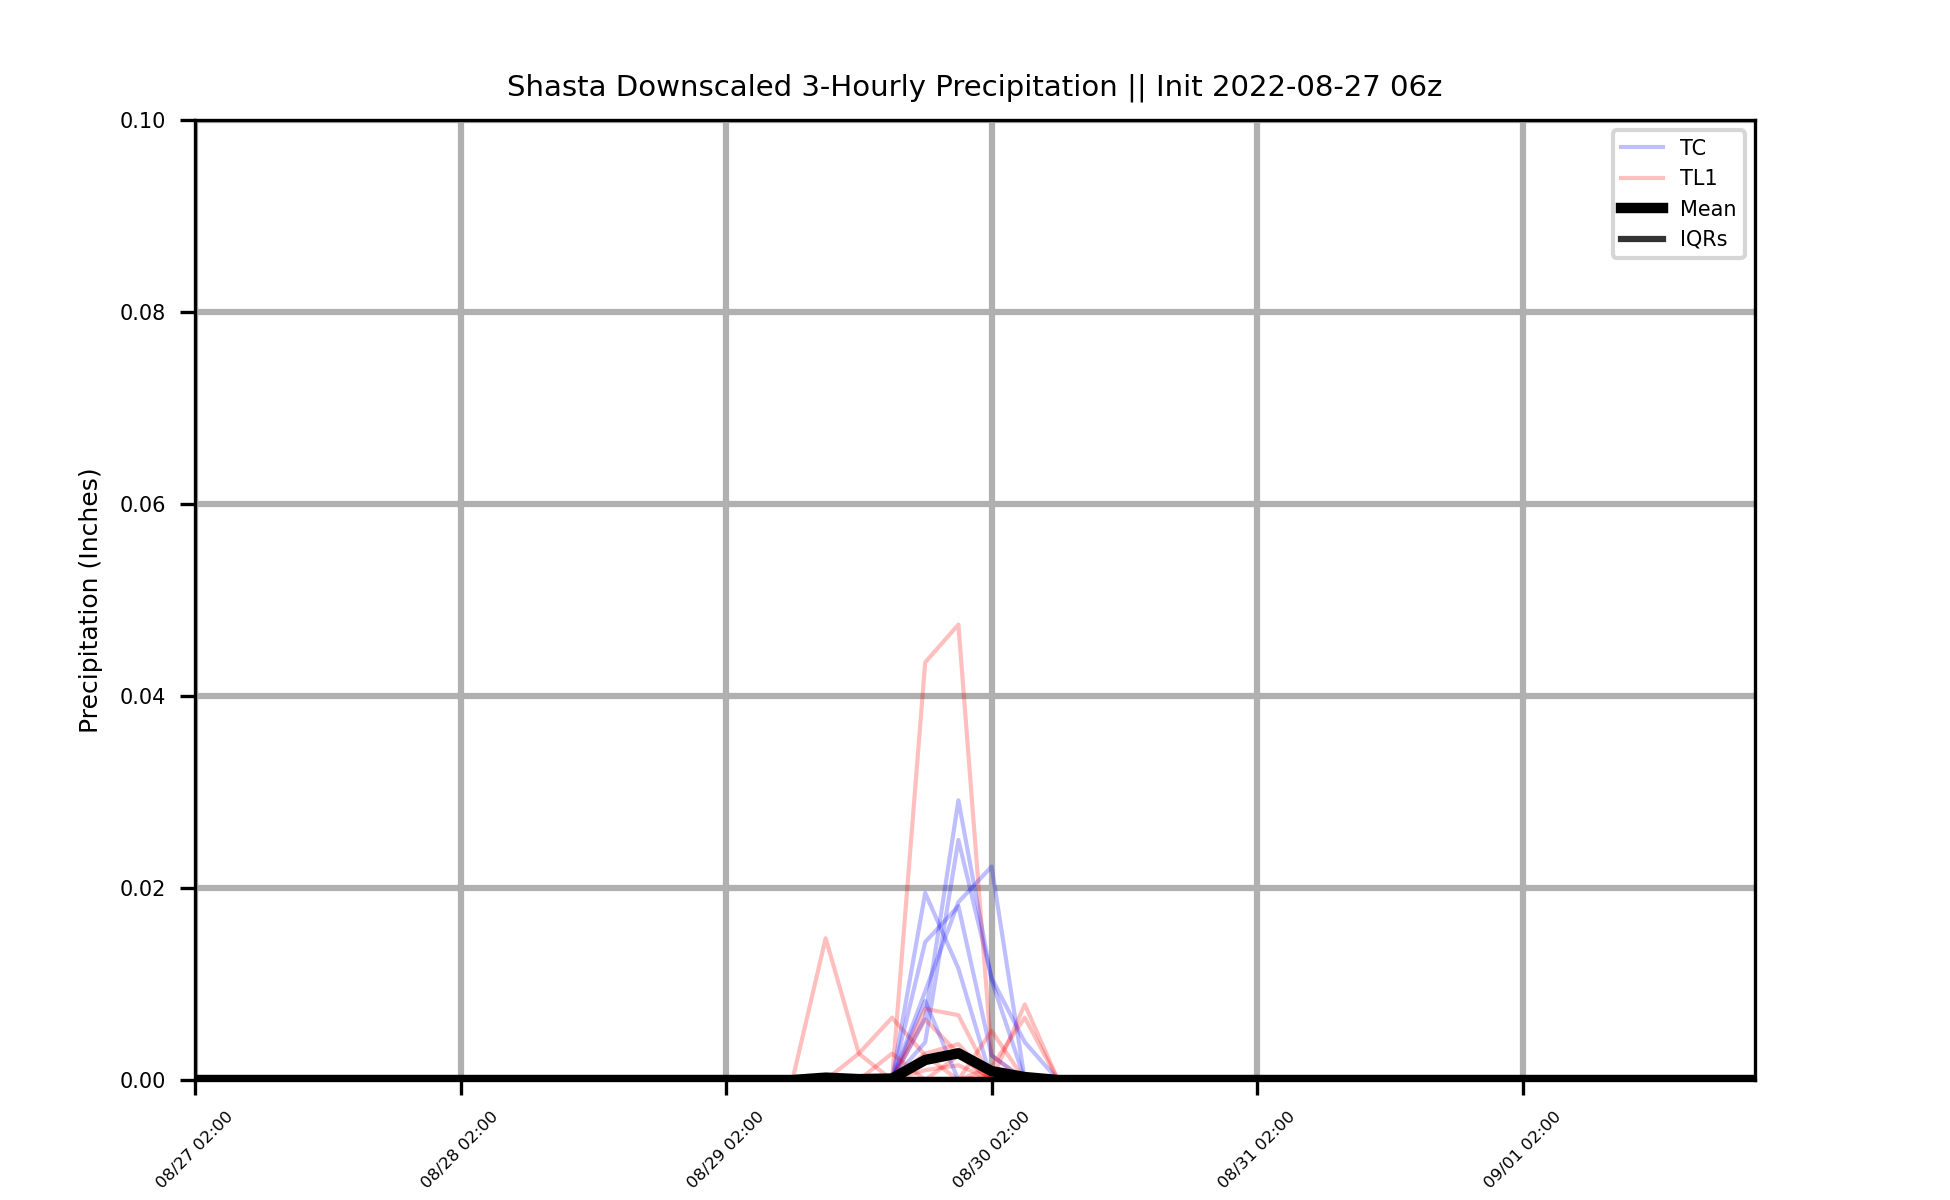 Shasta Downscaled 3-Hourly Precipitation || Init 2022-08-27 06z
TC
TL1
Mean
IQRs
Precipitation (Inches)
0.10
0.08
0.06
0.04
0.02
0.00
08/27 02:00
08/28 02:00
08/29 02:00
08/30 02:00
08/31 02:00
09/01 02:00